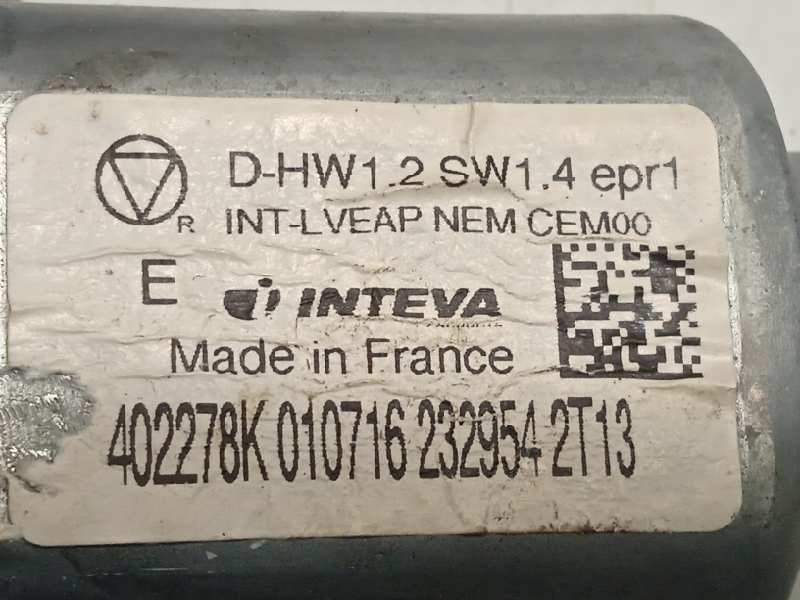 D-HW1.2 SW1.4 epr1
R INT-LVEAP NEM CEM00
E INTEVA
Made in France
402278K 010716 232954 2T13